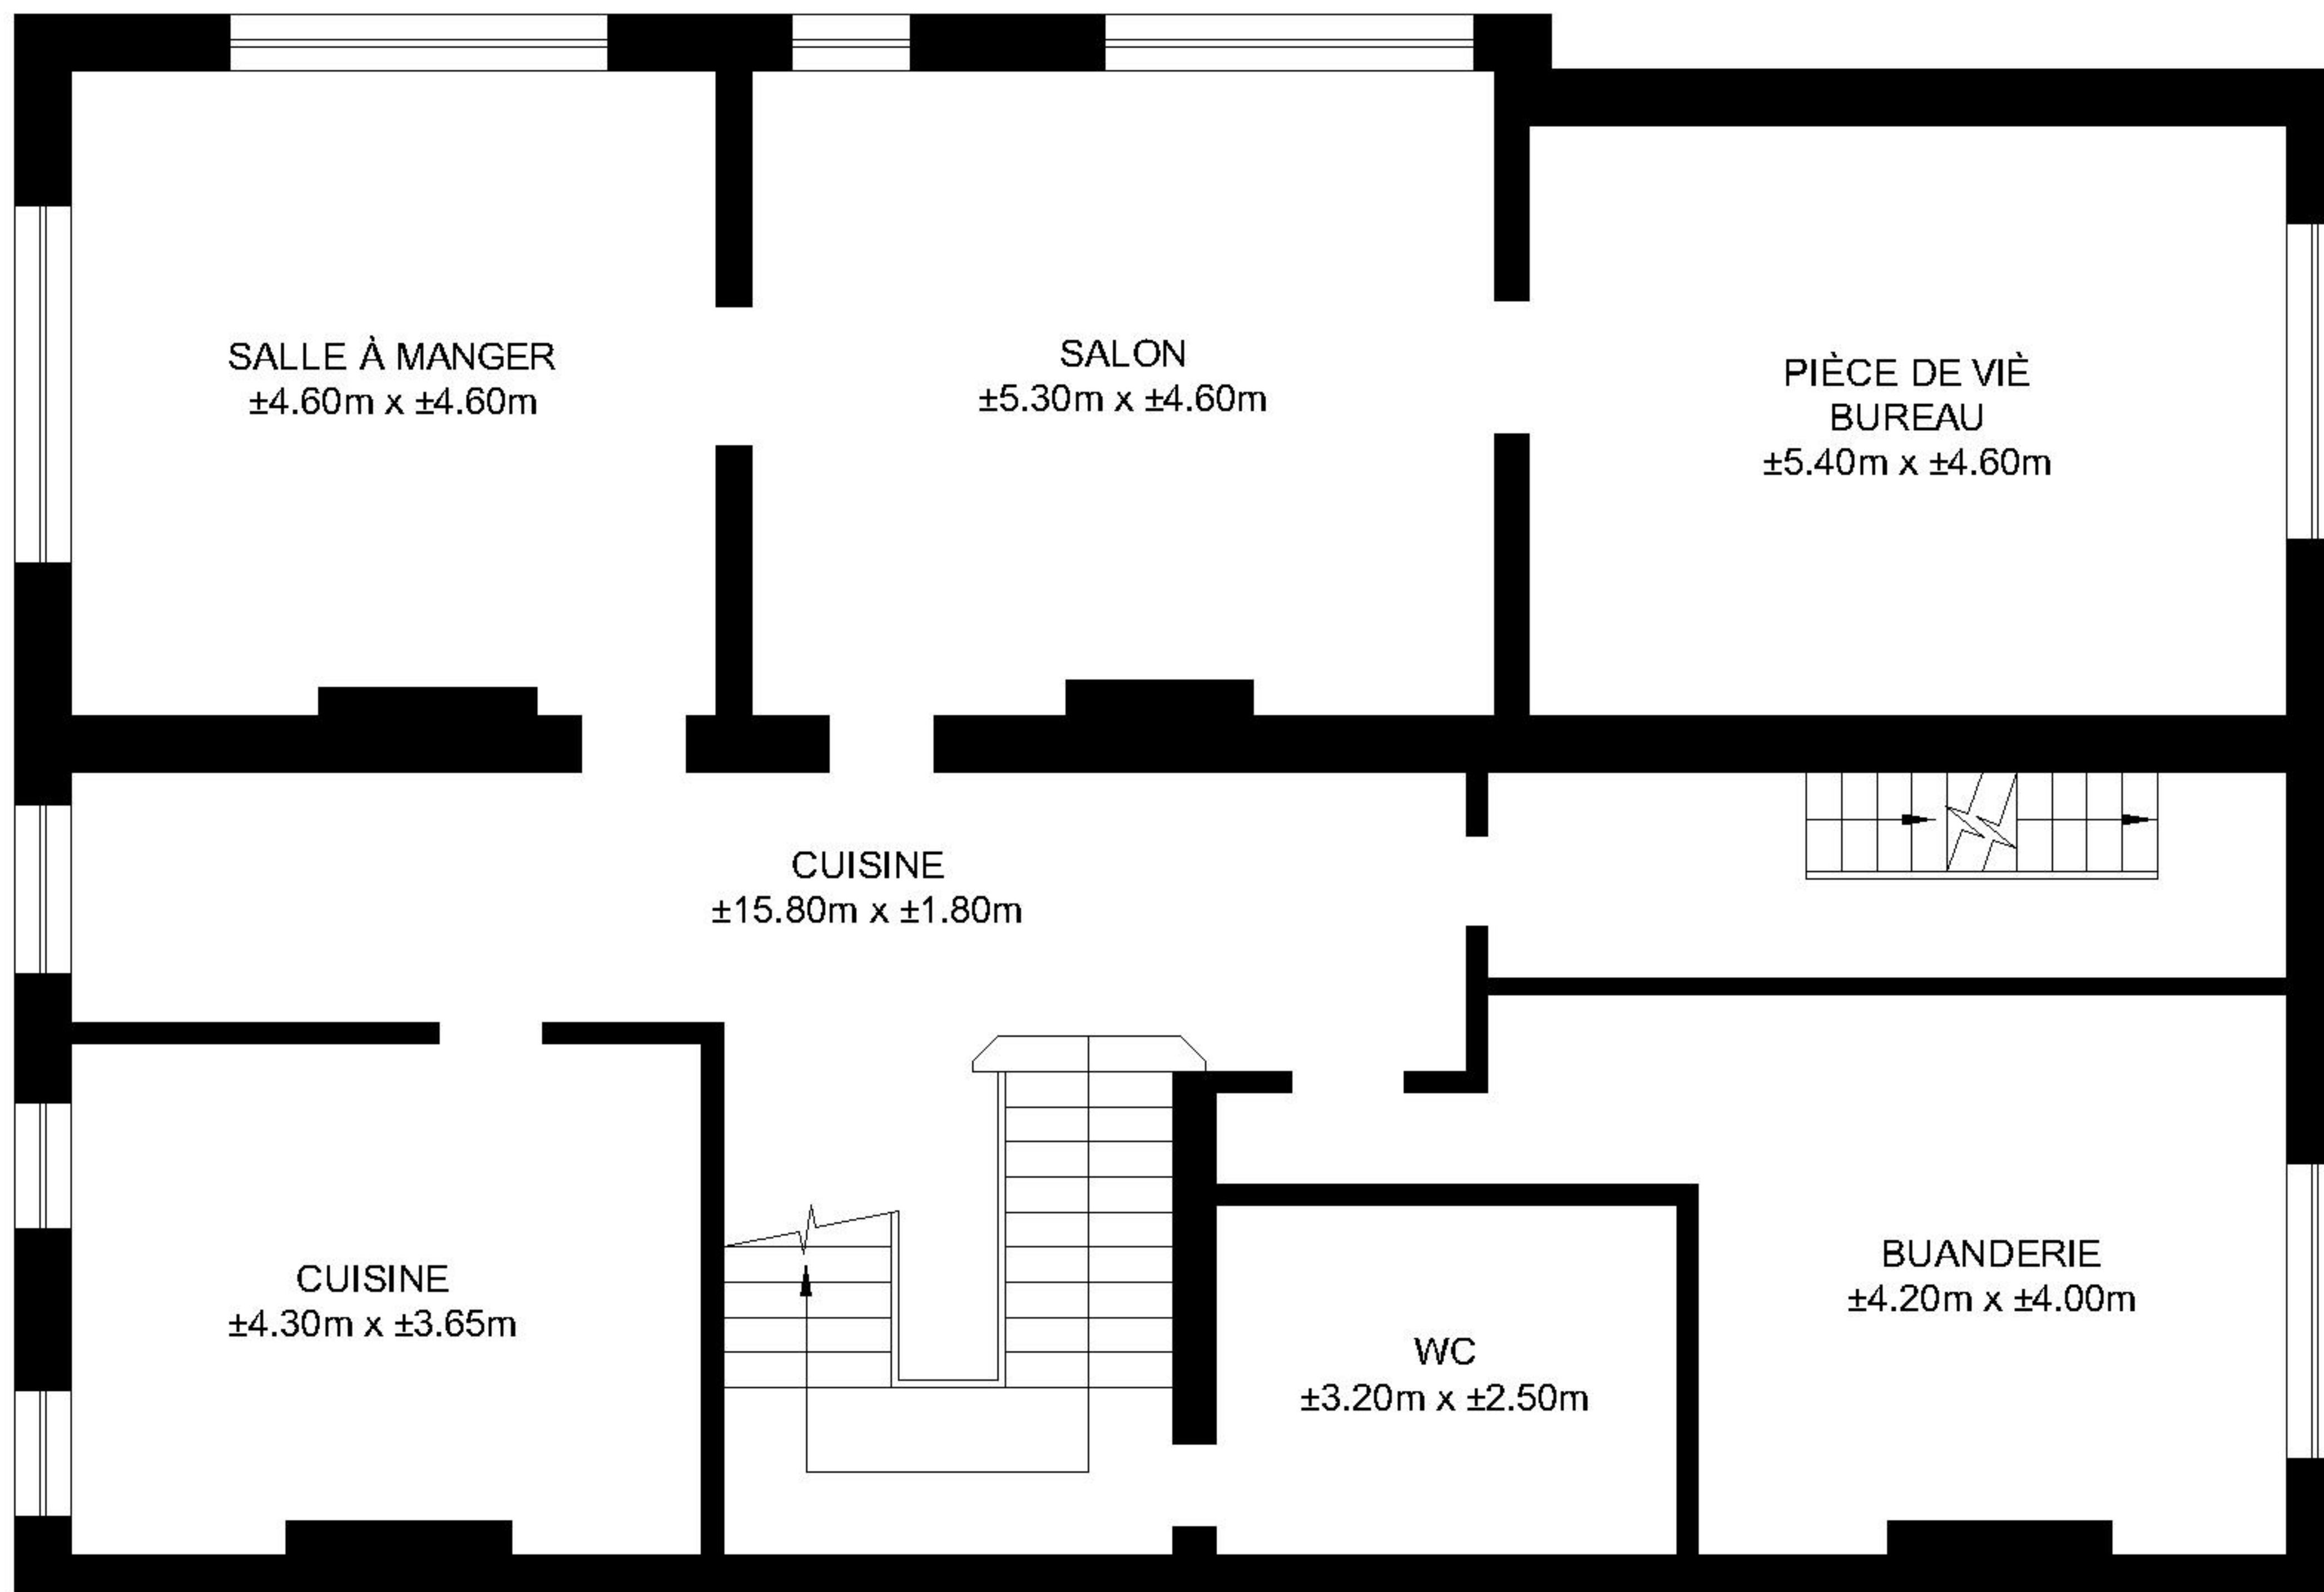 SALLE À MANGER
±4.60m x ±4.60m
SALON
±5.30m x ±4.60m
PIÈCE DE VIÈ
BUREAU
±5.40m x ±4.60m
CUISINE
±15.80m x ±1.80m
CUISINE
±4.30m x ±3.65m
WC
±3.20m x ±2.50m
BUANDERIE
±4.20m x ±4.00m